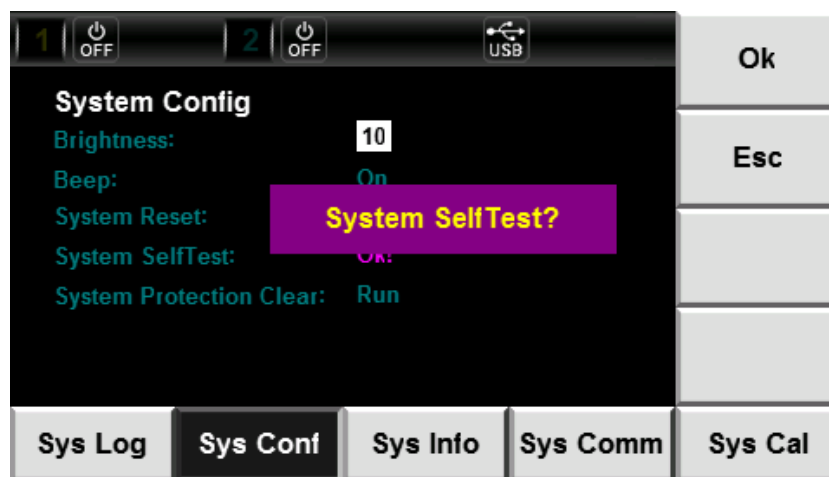 1 OFF 2 OFF USB
Ok
System Config
Brightness: 10
Esc
Beep: On
System Reset:
System SelfTest?
System SelfTest: Ok!
System Protection Clear: Run
Sys Log Sys Conf Sys Info Sys Comm Sys Cal